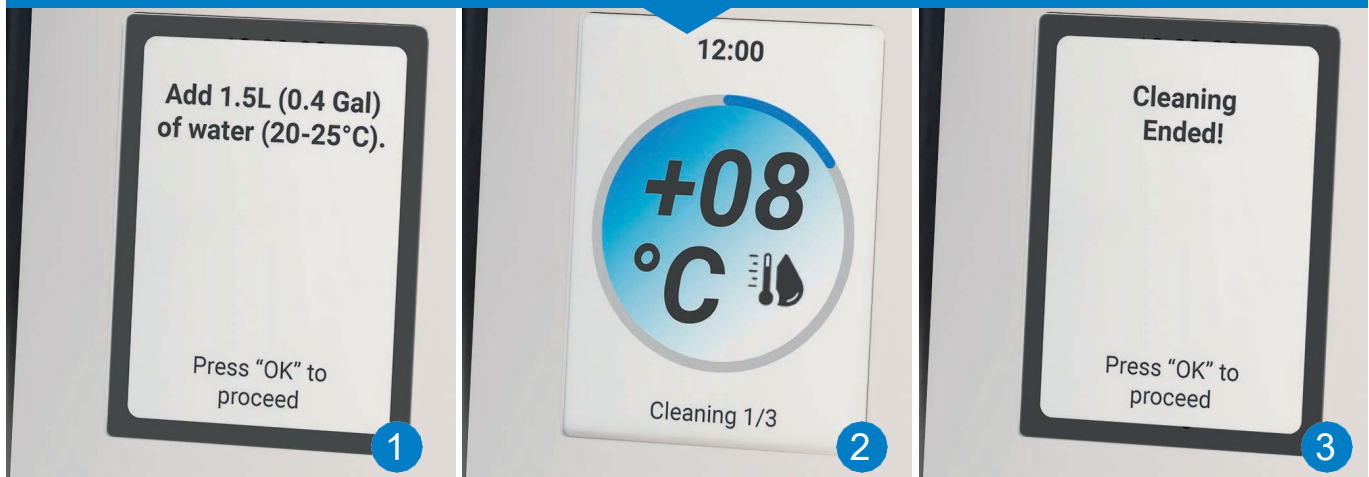 Add 1.5L (0.4 Gal)
of water (20-25°C).
Press “OK” to
proceed
1
12:00
+08
°C
Cleaning 1/3
2
Cleaning
Ended!
Press “OK” to
proceed
3